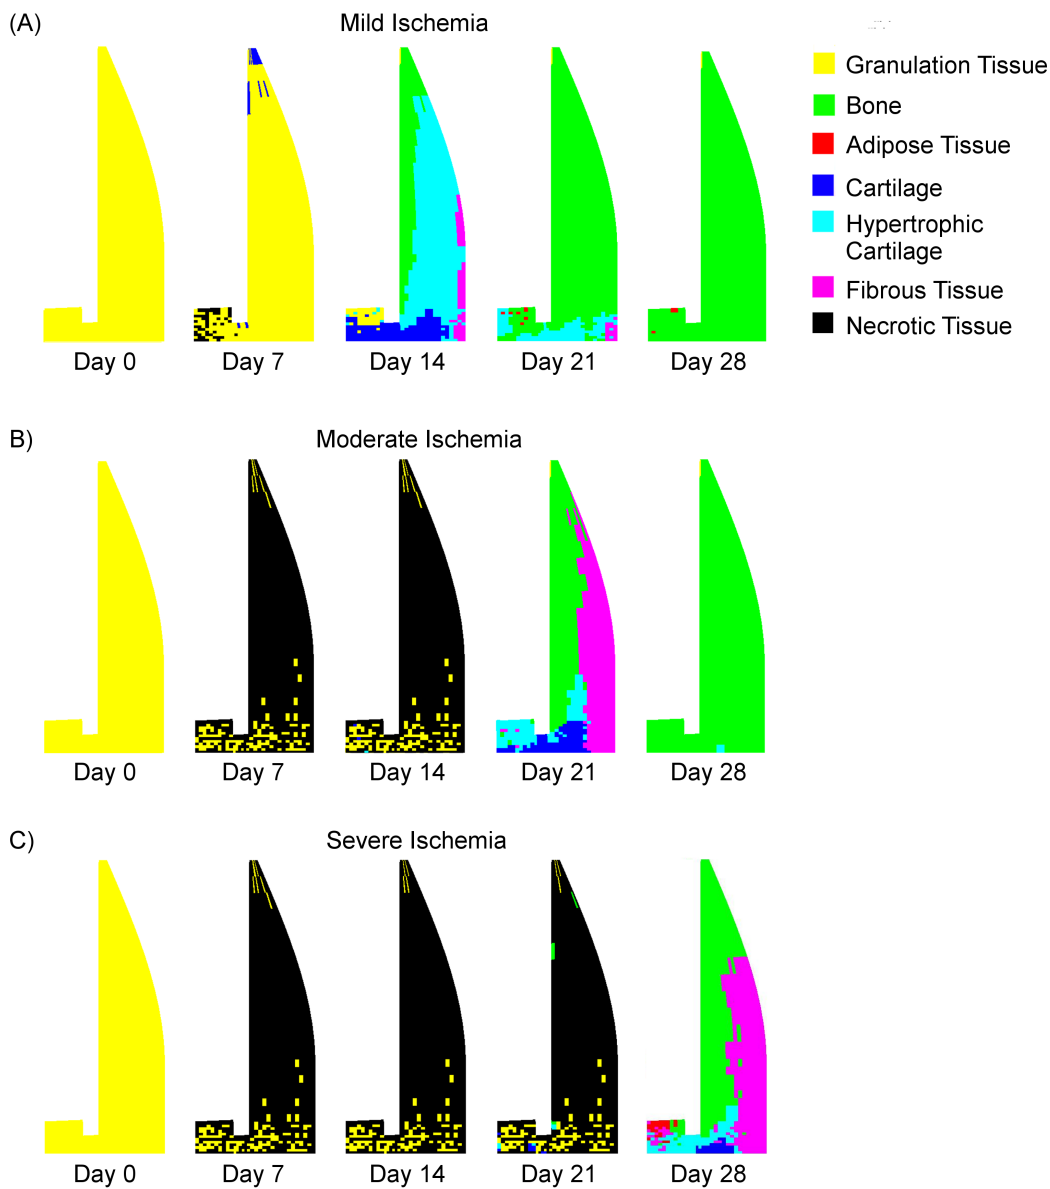 (A)
Mild Ischemia
Granulation Tissue
Bone
Adipose Tissue
Cartilage
Hypertrophic
Cartilage
Fibrous Tissue
Necrotic Tissue
Day 0 Day 7 Day 14 Day 21 Day 28
B)
Moderate Ischemia
Day 0 Day 7 Day 14 Day 21 Day 28
C)
Severe Ischemia
Day 0 Day 7 Day 14 Day 21 Day 28